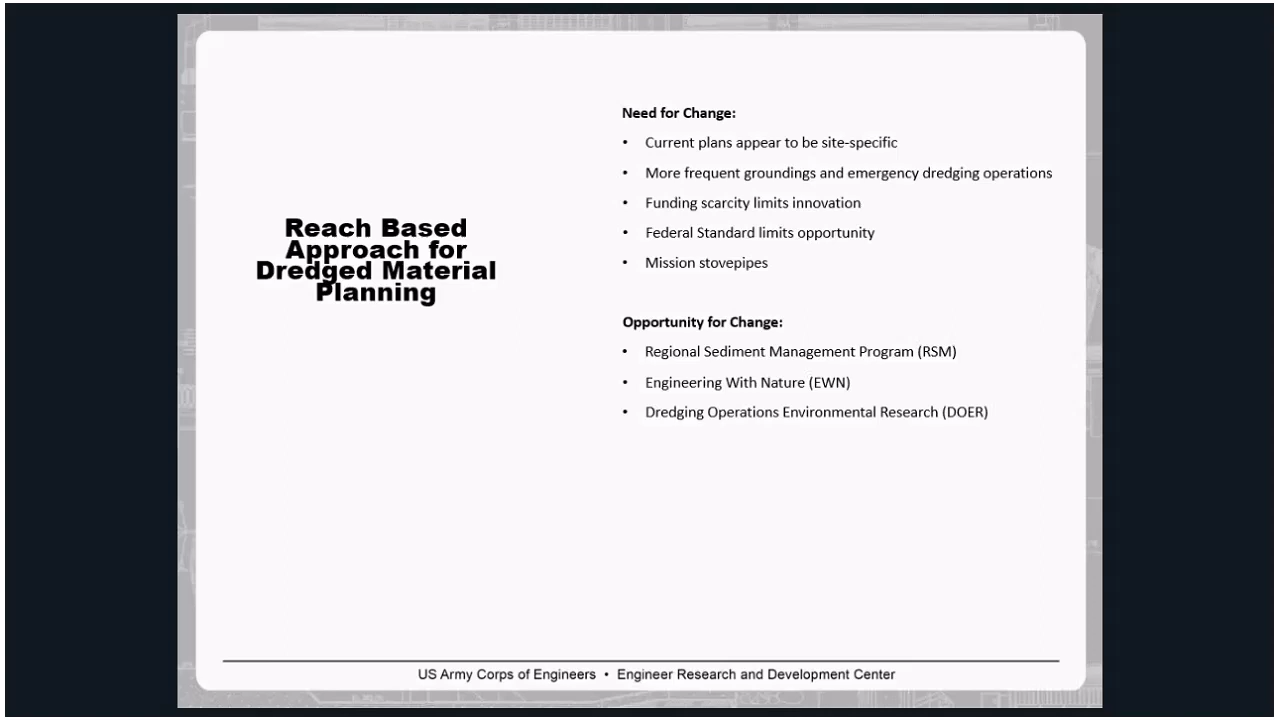 Reach Based
Approach for
Dredged Material
Planning
Need for Change:
• Current plans appear to be site-specific
• More frequent groundings and emergency dredging operations
• Funding scarcity limits innovation
• Federal Standard limits opportunity
• Mission stovepipes
Opportunity for Change:
• Regional Sediment Management Program (RSM)
• Engineering With Nature (EWN)
• Dredging Operations Environmental Research (DOER)
US Army Corps of Engineers • Engineer Research and Development Center